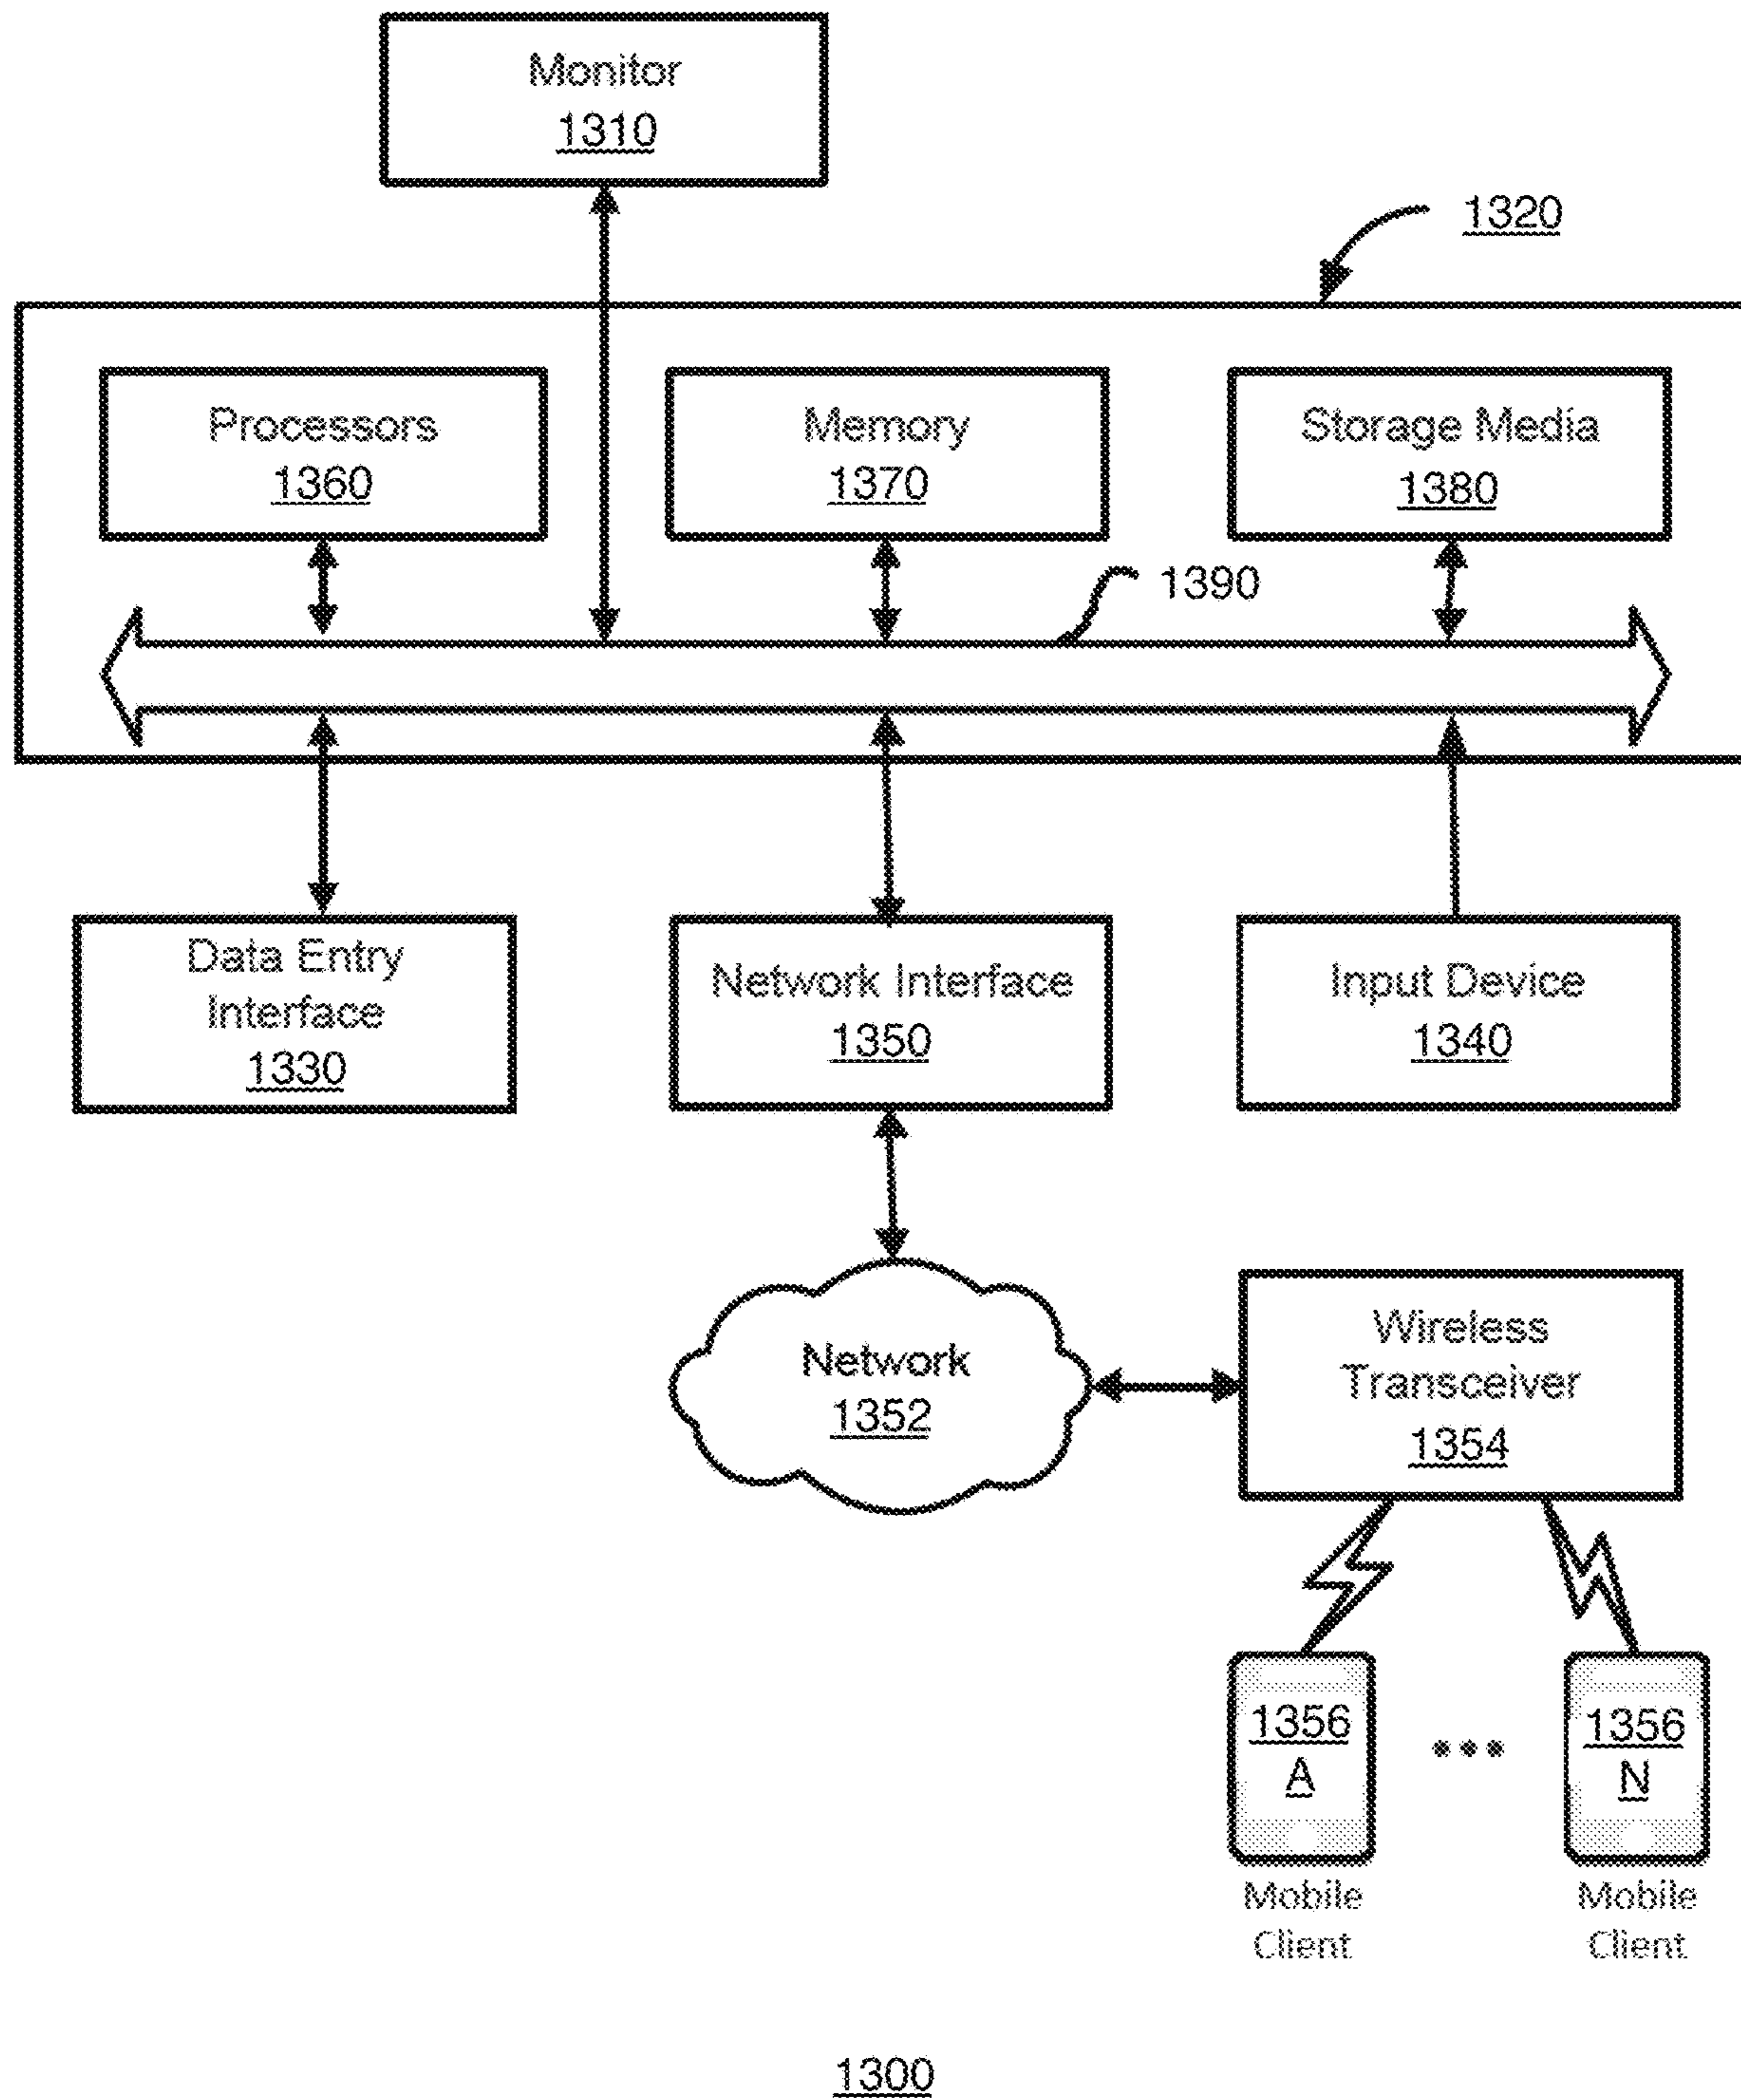 Monitor
1310
1320
Processors
1360
Memory
1370
Storage Media
1380
1390
Data Entry
Interface
1330
Network Interface
1350
Input Device
1340
Network
1352
Wireless
Transceiver
1354
1356
A
1356
N
Mobile
Client
Mobile
Client
1300